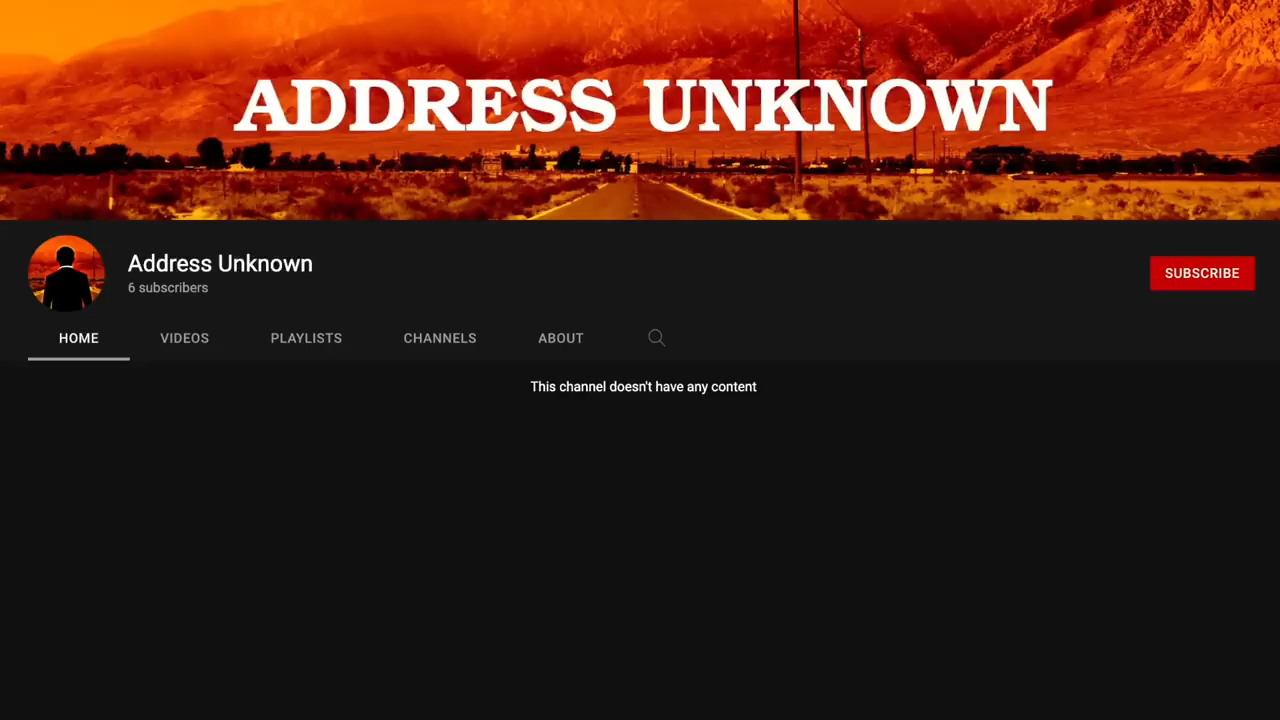 ADDRESS UNKNOWN
Address Unknown
6 subscribers
SUBSCRIBE
HOME VIDEOS PLAYLISTS CHANNELS ABOUT
This channel doesn't have any content